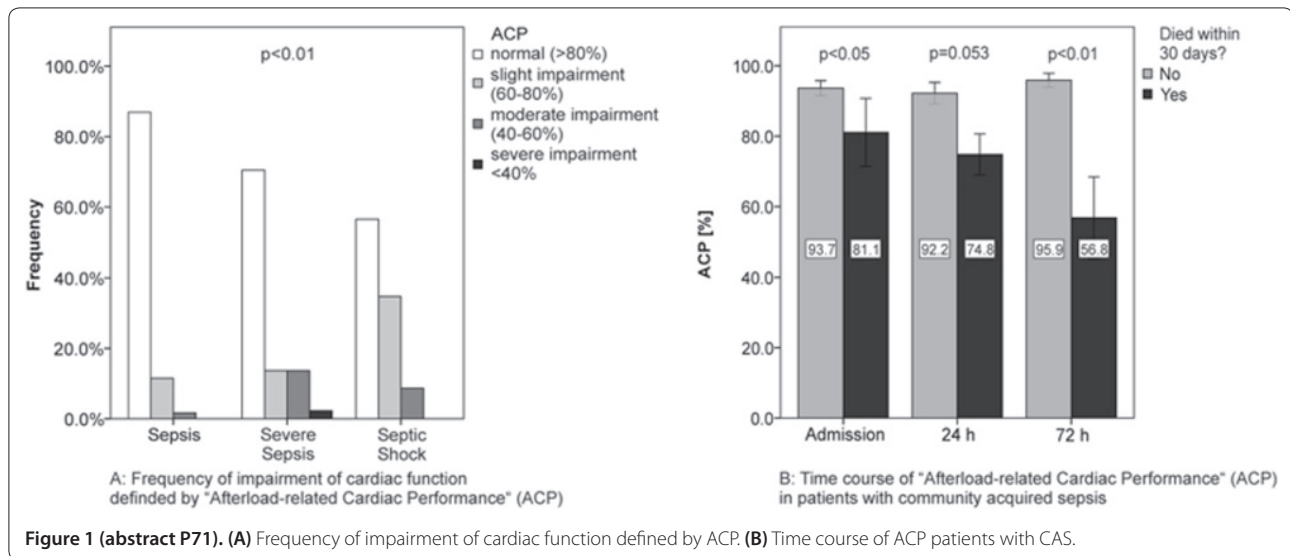 ACP
normal (>80%)
slight impairment
(60-80%)
moderate impairment
(40-60%)
severe impairment
<40%
p<0.01
100.0%
80.0%
60.0%
40.0%
20.0%
0.0%
Frequency
Sepsis
Severe
Sepsis
Septic
Shock
A: Frequency of impairment of cardiac function
definded by "Afterload-related Cardiac Performance" (ACP)
Died within
30 days?
No
Yes
p<0.05 p=0.053 p<0.01
100.0
80.0
60.0
40.0
20.0
0.0
ACP [%]
93.7 81.1 92.2 74.8 95.9 56.8
Admission 24 h 72 h
B: Time course of "Afterload-related Cardiac Performance" (ACP)
in patients with community acquired sepsis
Figure 1 (abstract P71). (A) Frequency of impairment of cardiac function defined by ACP. (B) Time course of ACP patients with CAS.